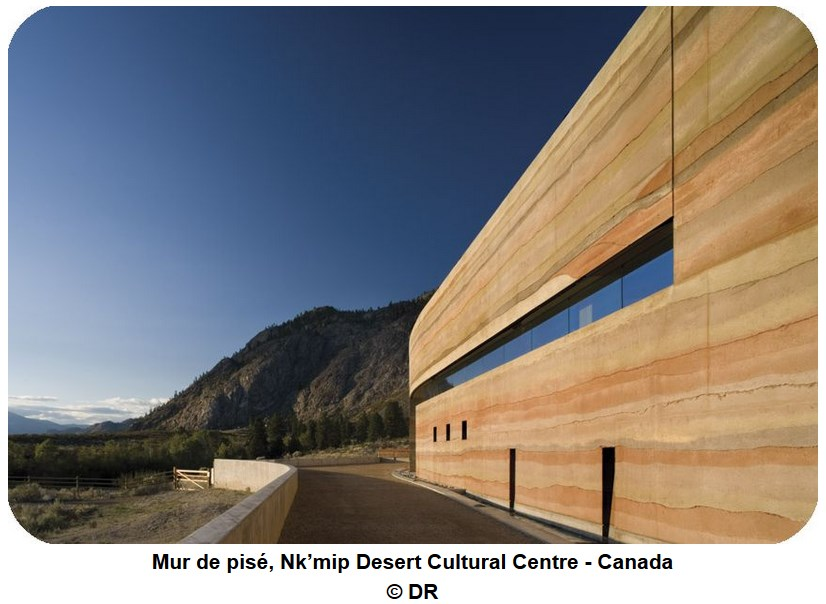 Mur de pisé, Nk’mip Desert Cultural Centre - Canada
© DR